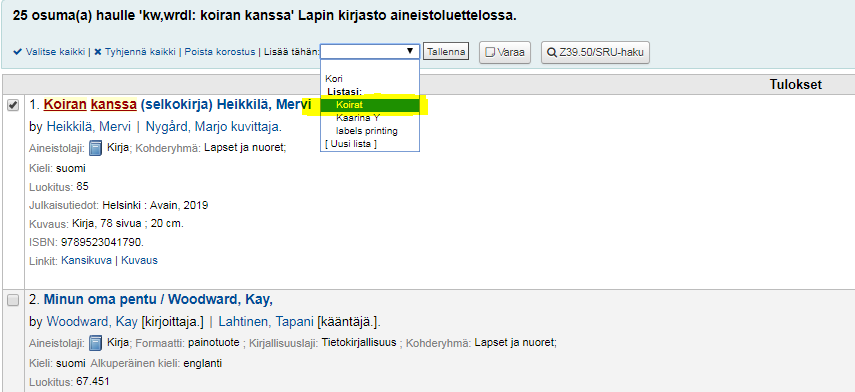 25 osuma(a) haulle 'kw,wrdl: koiran kanssa' Lapin kirjasto aineistoluettelossa.
✔ Valitse kaikki | ✖ Tyhjennä kaikki | Poista korostus | Lisää tähän: Tallenna Varaa Z39.50/SRU-haku
Kori
Listasi:
Koirat
Kaarina Y
labels printing
[ Uusi lista ]
Tulokset
1. Koiran kanssa (selkokirja) Heikkilä, Mervi
by Heikkilä, Mervi | Nygård, Marjo kuvittaja.
Aineistolaji: Kirja; Kohderyhmä: Lapset ja nuoret;
Kieli: suomi
Luokitus: 85
Julkaisutiedot: Helsinki : Avain, 2019
Kuvaus: Kirja, 78 sivua ; 20 cm.
ISBN: 9789523041790.
Linkit: Kansikuva | Kuvaus
2. Minun oma pentu / Woodward, Kay,
by Woodward, Kay [kirjoittaja.] | Lahtinen, Tapani [kääntäjä.].
Aineistolaji: Kirja; Formaatti: painotuote ; Kirjallisuuslaji: Tietokirjallisuus ; Kohderyhmä: Lapset ja nuoret;
Kieli: suomi Alkuperäinen kieli: englanti
Luokitus: 67.451